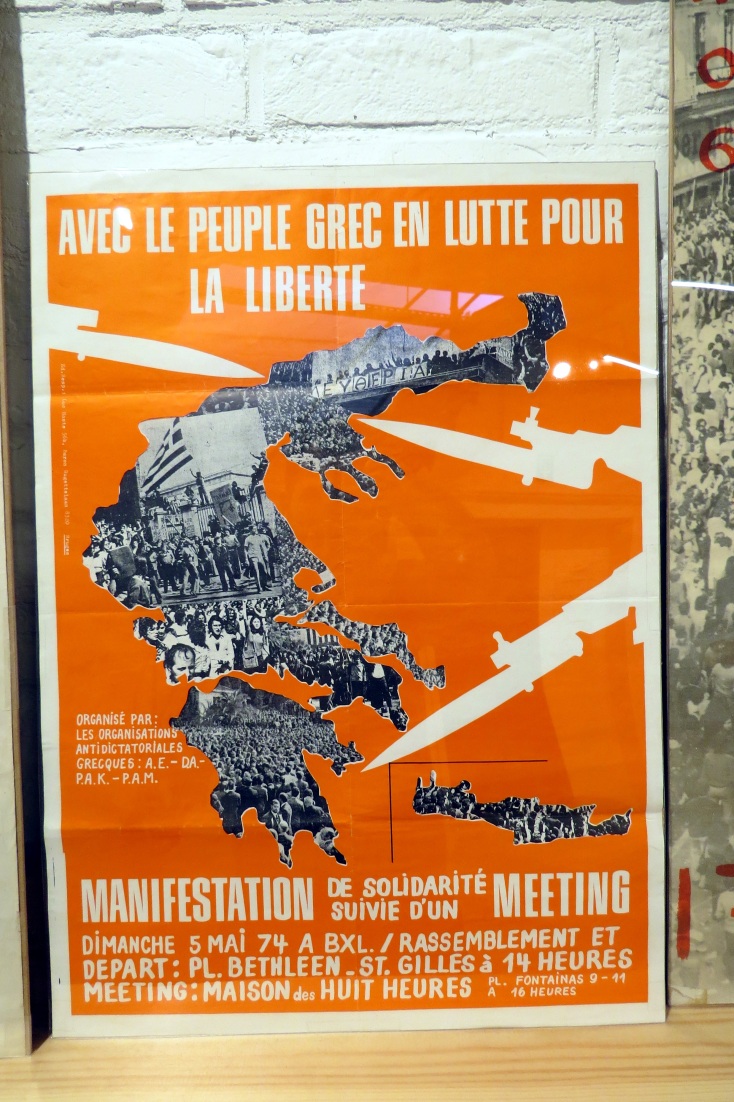 AVEC LE PEUPLE GREC EN LUTTE POUR
LA LIBERTE
ΕΥΘΕΡΙΑ
ORGANISÉ PAR:
LES ORGANISATIONS
ANTIDICTATORIALES
GRECQUES: A.E.-DA.-
P.A.K.-P.A.M.
MANIFESTATION DE SOLIDARITÉ SUIVIE D'UN MEETING
DIMANCHE 5 MAI 74 A BXL./RASSEMBLEMENT ET
DEPART: PL. BETHLEEN-ST. GILLES à 14 HEURES
MEETING: MAISON des HUIT HEURES PL. FONTAINAS 9-11
A 16 HEURES